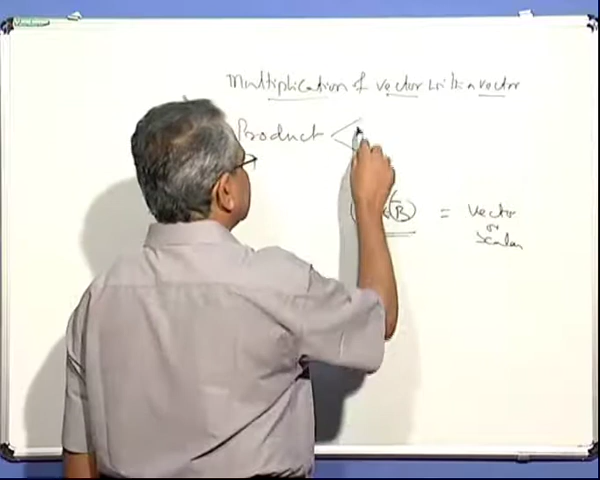 Multiplication of vector with a vector
Product <
(B) = vector
or
scalar